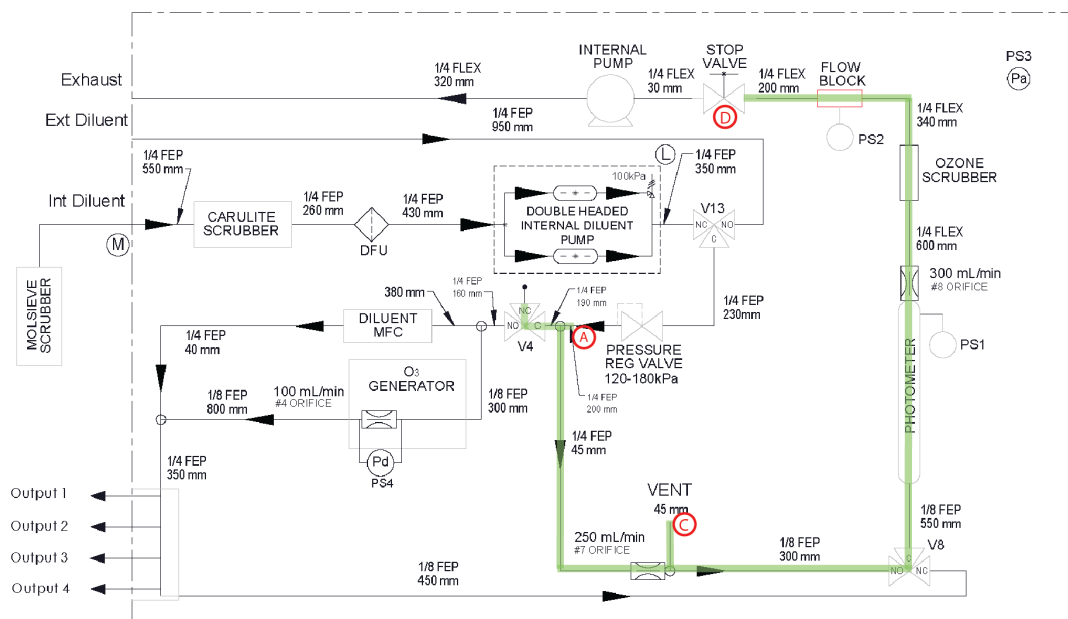 Exhaust
1/4 FLEX
320 mm
INTERNAL
PUMP
1/4 FLEX
30 mm
STOP
VALVE
D
1/4 FLEX
200 mm
FLOW
BLOCK
PS2
PS3
Pa
1/4 FLEX
340 mm
Ext Diluent
1/4 FEP
950 mm
OZONE
SCRUBBER
Int Diluent
1/4 FEP
550 mm
M
MOLSIEVE
SCRUBBER
CARULITE
SCRUBBER
1/4 FEP
260 mm
DFU
1/4 FEP
430 mm
100kPa
DOUBLE HEADED
INTERNAL DILUENT
PUMP
L
1/4 FEP
350 mm
V13
NC
NO
C
1/4 FLEX
600 mm
300 mL/min
#8 ORIFICE
PS1
PHOTOMETER
1/4 FEP
230mm
380 mm
1/4 FEP
160 mm
1/4 FEP
190 mm
NC
NO
C
V4
A
PRESSURE
REG VALVE
120-180kPa
1/4 FEP
200 mm
DILUENT
MFC
1/4 FEP
40 mm
O3
GENERATOR
1/8 FEP
800 mm
100 mL/min
#4 ORIFICE
Pd
PS4
1/8 FEP
300 mm
1/4 FEP
45 mm
1/4 FEP
350 mm
Output 1
Output 2
Output 3
Output 4
VENT
45 mm
C
250 mL/min
#7 ORIFICE
1/8 FEP
300 mm
1/8 FEP
550 mm
V8
C
NO
NC
1/8 FEP
450 mm